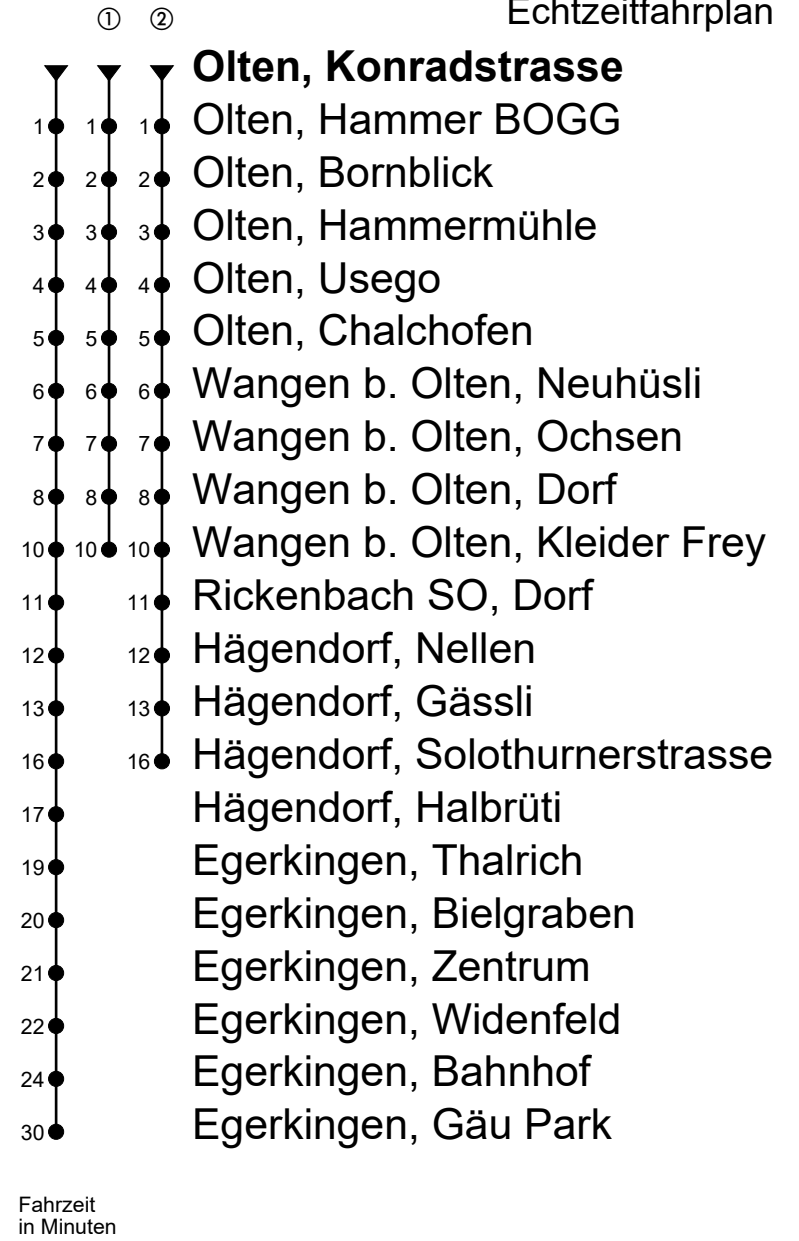 Echtzeitfahrplan
① ②
Olten, Konradstrasse
1 1 1 Olten, Hammer BOGG
2 2 2 Olten, Bornblick
3 3 3 Olten, Hammermühle
4 4 4 Olten, Usego
5 5 5 Olten, Chalchofen
6 6 6 Wangen b. Olten, Neuhüsli
7 7 7 Wangen b. Olten, Ochsen
8 8 8 Wangen b. Olten, Dorf
10 10 10 Wangen b. Olten, Kleider Frey
11 11 Rickenbach SO, Dorf
12 12 Hägendorf, Nellen
13 13 Hägendorf, Gässli
16 16 Hägendorf, Solothurnerstrasse
17 Hägendorf, Halbrüti
19 Egerkingen, Thalrich
20 Egerkingen, Bielgraben
21 Egerkingen, Zentrum
22 Egerkingen, Widenfeld
24 Egerkingen, Bahnhof
30 Egerkingen, Gäu Park
Fahrzeit
in Minuten